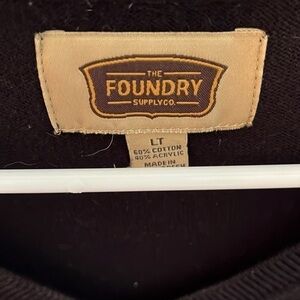 THE
FOUNDRY
SUPPLY CO.
LT
60% COTTON
40% ACRYLIC
MADE IN